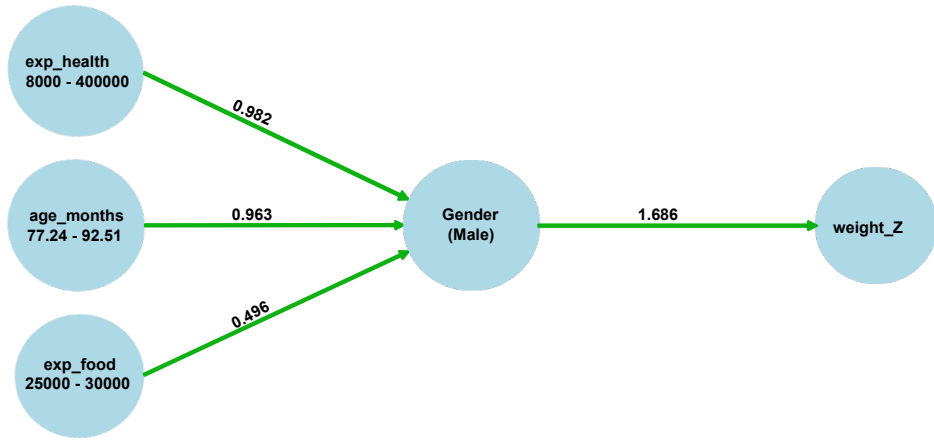 exp_health
8000 - 400000
0.982
age_months
77.24 - 92.51
0.963
Gender
(Male)
1.686
weight_Z
0.496
exp_food
25000 - 30000